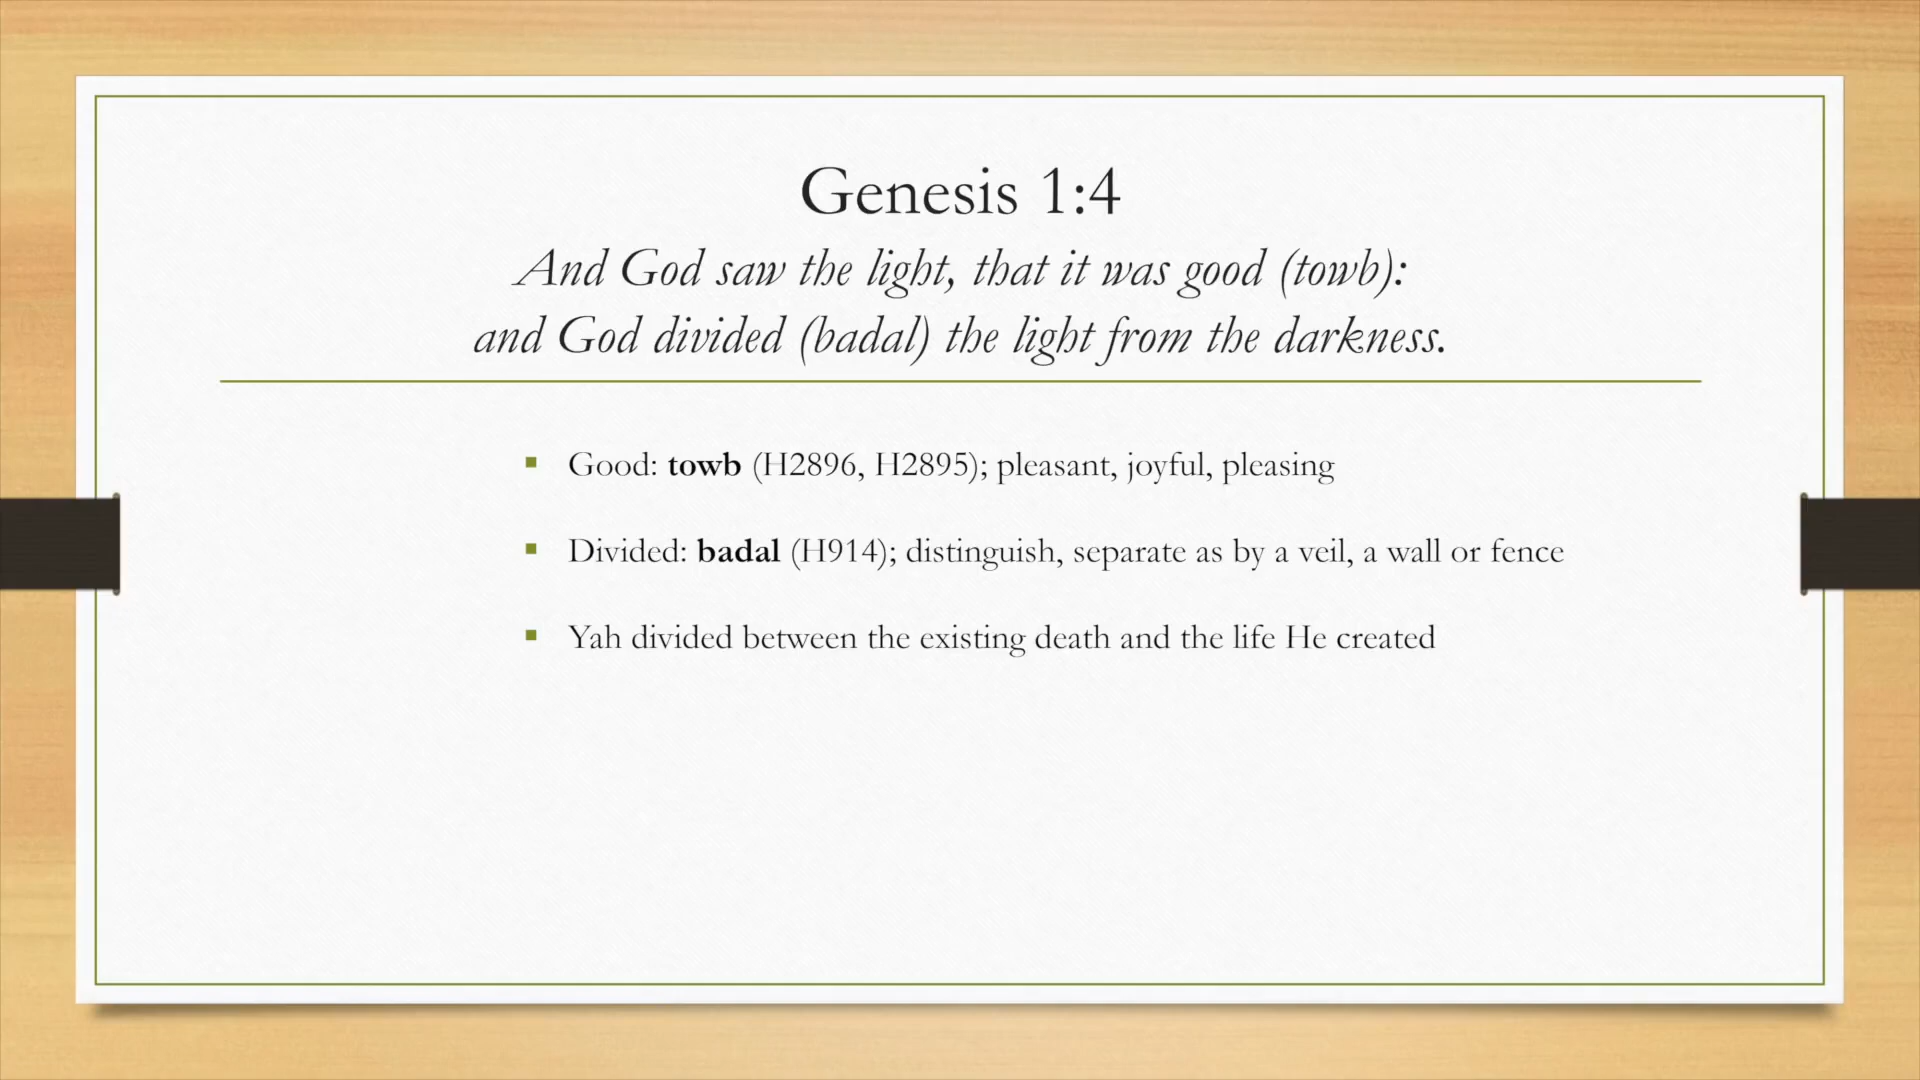 Genesis 1:4
And God saw the light, that it was good (towb):
and God divided (badal) the light from the darkness.
Good: towb (H2896, H2895); pleasant, joyful, pleasing
Divided: badal (H914); distinguish, separate as by a veil, a wall or fence
Yah divided between the existing death and the life He created